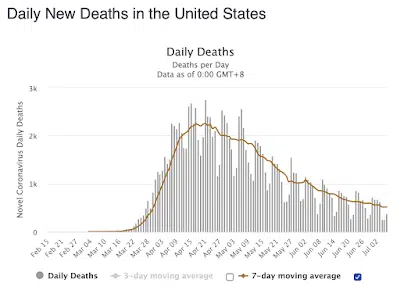 Daily New Deaths in the United States
Daily Deaths
Deaths per Day
Data as of 0:00 GMT+8
Novel Coronavirus Daily Deaths
3k
2k
1k
0
Feb 15
Feb 21
Feb 27
Mar 04
Mar 10
Mar 16
Mar 22
Mar 28
Apr 03
Apr 09
Apr 15
Apr 21
Apr 27
May 03
May 09
May 15
May 21
May 27
Jun 02
Jun 08
Jun 14
Jun 20
Jun 26
Jul 02
Daily Deaths
3-day moving average
7-day moving average